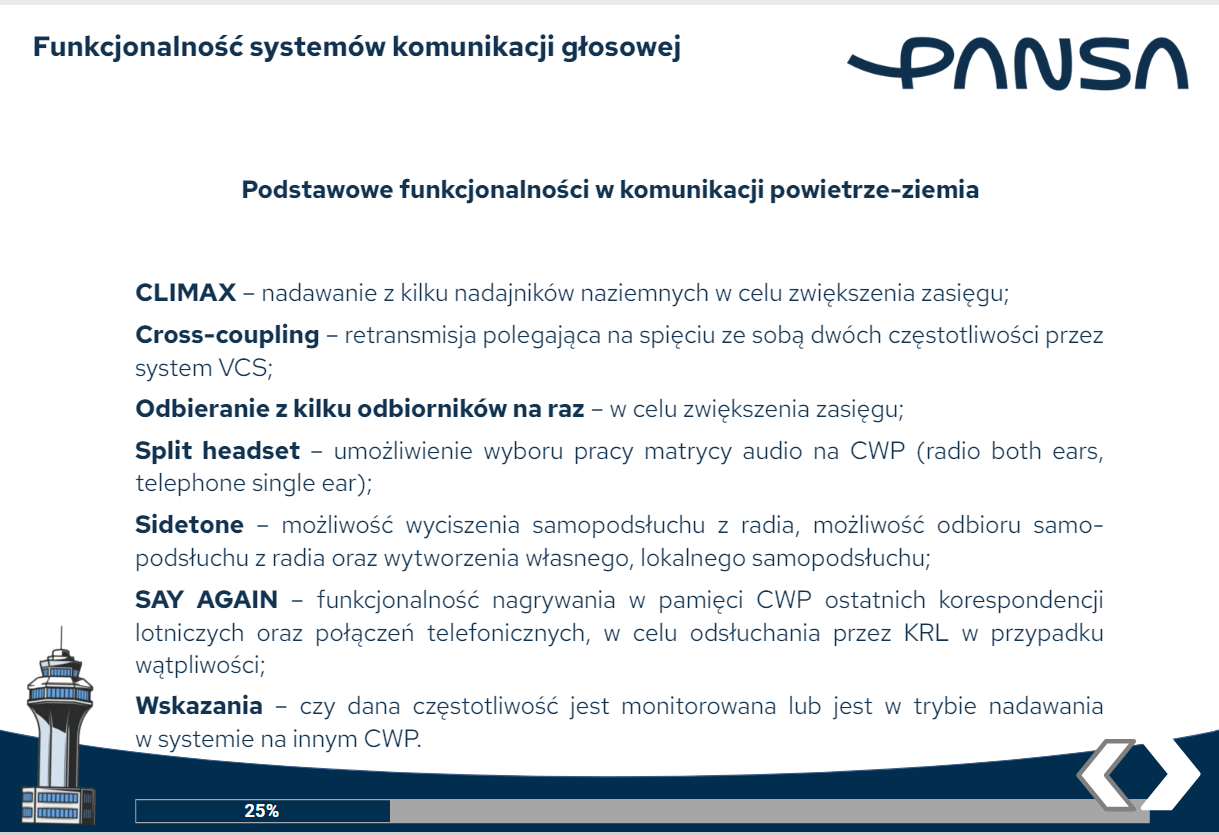 Funkcjonalność systemów komunikacji głosowej
PANSA
Podstawowe funkcjonalności w komunikacji powietrze-ziemia
CLIMAX – nadawanie z kilku nadajników naziemnych w celu zwiększenia zasięgu;
Cross-coupling – retransmisja polegająca na spięciu ze sobą dwóch częstotliwości przez
system VCS;
Odbieranie z kilku odbiorników na raz – w celu zwiększenia zasięgu;
Split headset – umożliwienie wyboru pracy matrycy audio na CWP (radio both ears,
telephone single ear);
Sidetone – możliwość wyciszenia samopodsłuchu z radia, możliwość odbioru samo-
podsłuchu z radia oraz wytworzenia własnego, lokalnego samopodsłuchu;
SAY AGAIN – funkcjonalność nagrywania w pamięci CWP ostatnich korespondencji
lotniczych oraz połączeń telefonicznych, w celu odsłuchania przez KRL w przypadku
wątpliwości;
Wskazania – czy dana częstotliwość jest monitorowana lub jest w trybie nadawania
w systemie na innym CWP.
25%